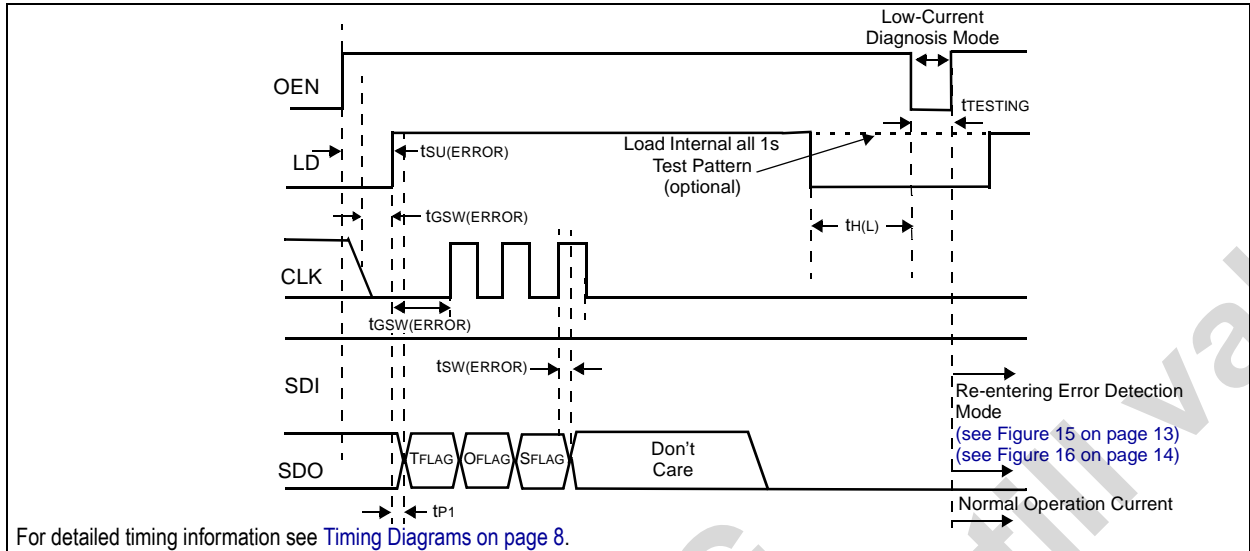 Low-Current
Diagnosis Mode
OEN
tTESTING
LD
tSU(ERROR)
Load Internal all 1s
Test Pattern
(optional)
tGSW(ERROR)
tH(L)
CLK
tGSW(ERROR)
tSW(ERROR)
SDI
Re-entering Error Detection
Mode
(see Figure 15 on page 13)
(see Figure 16 on page 14)
SDO
TFLAG
OFLAG
SFLAG
Don't
Care
tP1
Normal Operation Current
For detailed timing information see Timing Diagrams on page 8.
still val